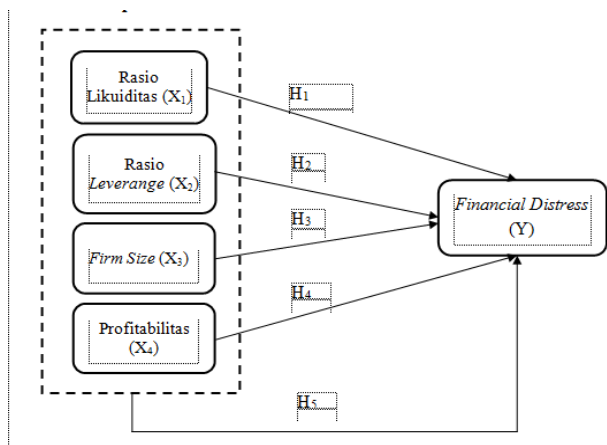 Rasio
Likuiditas (X₁)
H₁
Rasio
Leverange (X₂)
H₂
Financial Distress
(Y)
H₃
Firm Size (X₃)
H₄
Profitabilitas
(X₄)
H₅